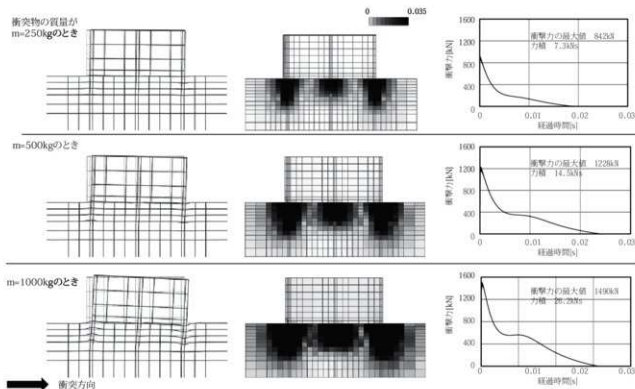 衝突物の質量が
m=250kgのとき
0 0.035
1600
1200
800
400
0
衝撃力[kN]
衝撃力の最大値 842kN
力積 7.3kNs
0 0.01 0.02 0.03
経過時間[s]
m=500kgのとき
1600
1200
800
400
0
衝撃力[kN]
衝撃力の最大値 1228kN
力積 14.5kNs
0 0.01 0.02 0.03
経過時間[s]
m=1000kgのとき
1600
1200
800
400
0
衝撃力[kN]
衝撃力の最大値 1490kN
力積 26.2kNs
0 0.01 0.02 0.03
経過時間[s]
衝突方向